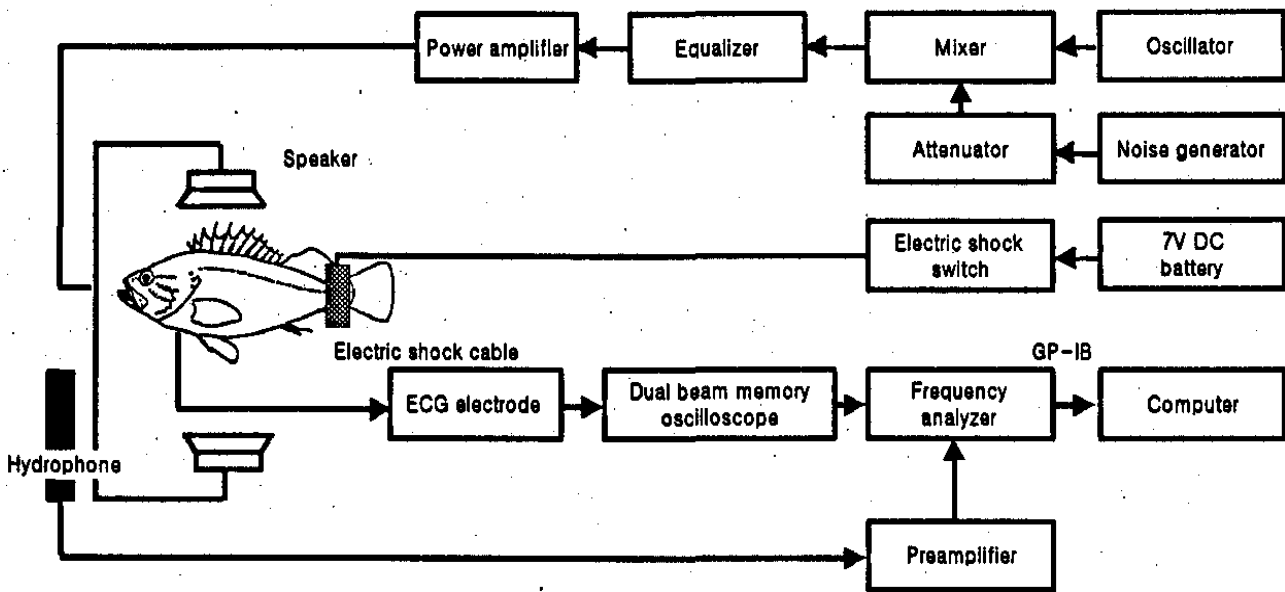 Power amplifier
Equalizer
Mixer
Oscillator
Speaker
Attenuator
Noise generator
Electric shock
switch
7V DC
battery
Electric shock cable
GP-IB
ECG electrode
Dual beam memory
oscilloscope
Frequency
analyzer
Computer
Hydrophone
Preamplifier